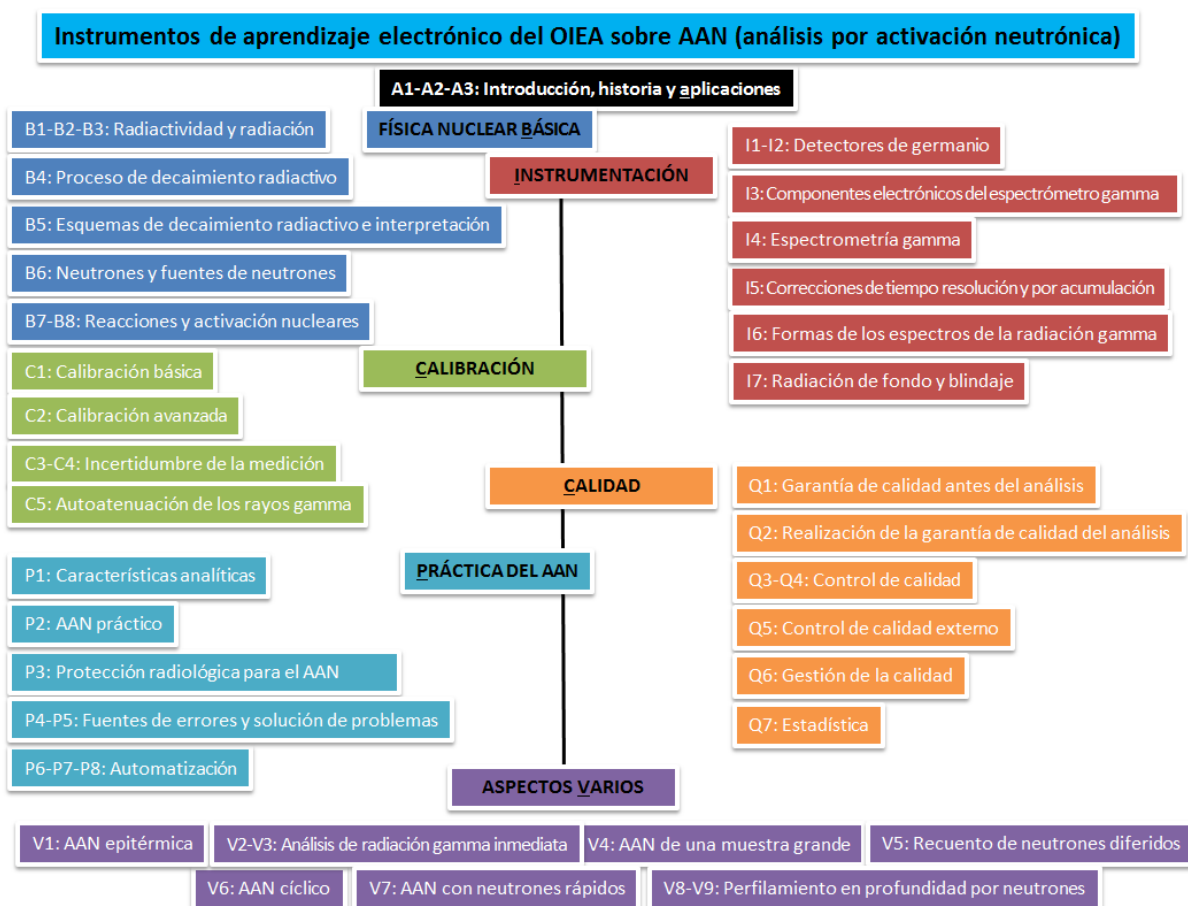 Instrumentos de aprendizaje electrónico del OIEA sobre AAN (análisis por activación neutrónica)
A1-A2-A3: Introducción, historia y aplicaciones
FÍSICA NUCLEAR BÁSICA
B1-B2-B3: Radiactividad y radiación
B4: Proceso de decaimiento radiactivo
B5: Esquemas de decaimiento radiactivo e interpretación
B6: Neutrones y fuentes de neutrones
B7-B8: Reacciones y activación nucleares
INSTRUMENTACIÓN
I1-I2: Detectores de germanio
I3: Componentes electrónicos del espectrómetro gamma
I4: Espectrometría gamma
I5: Correcciones de tiempo resolución y por acumulación
I6: Formas de los espectros de la radiación gamma
I7: Radiación de fondo y blindaje
CALIBRACIÓN
C1: Calibración básica
C2: Calibración avanzada
C3-C4: Incertidumbre de la medición
C5: Autoatenuación de los rayos gamma
CALIDAD
Q1: Garantía de calidad antes del análisis
Q2: Realización de la garantía de calidad del análisis
Q3-Q4: Control de calidad
Q5: Control de calidad externo
Q6: Gestión de la calidad
Q7: Estadística
PRÁCTICA DEL AAN
P1: Características analíticas
P2: AAN práctico
P3: Protección radiológica para el AAN
P4-P5: Fuentes de errores y solución de problemas
P6-P7-P8: Automatización
ASPECTOS VARIOS
V1: AAN epitérmica
V2-V3: Análisis de radiación gamma inmediata
V4: AAN de una muestra grande
V5: Recuento de neutrones diferidos
V6: AAN cíclico
V7: AAN con neutrones rápidos
V8-V9: Perfilamiento en profundidad por neutrones